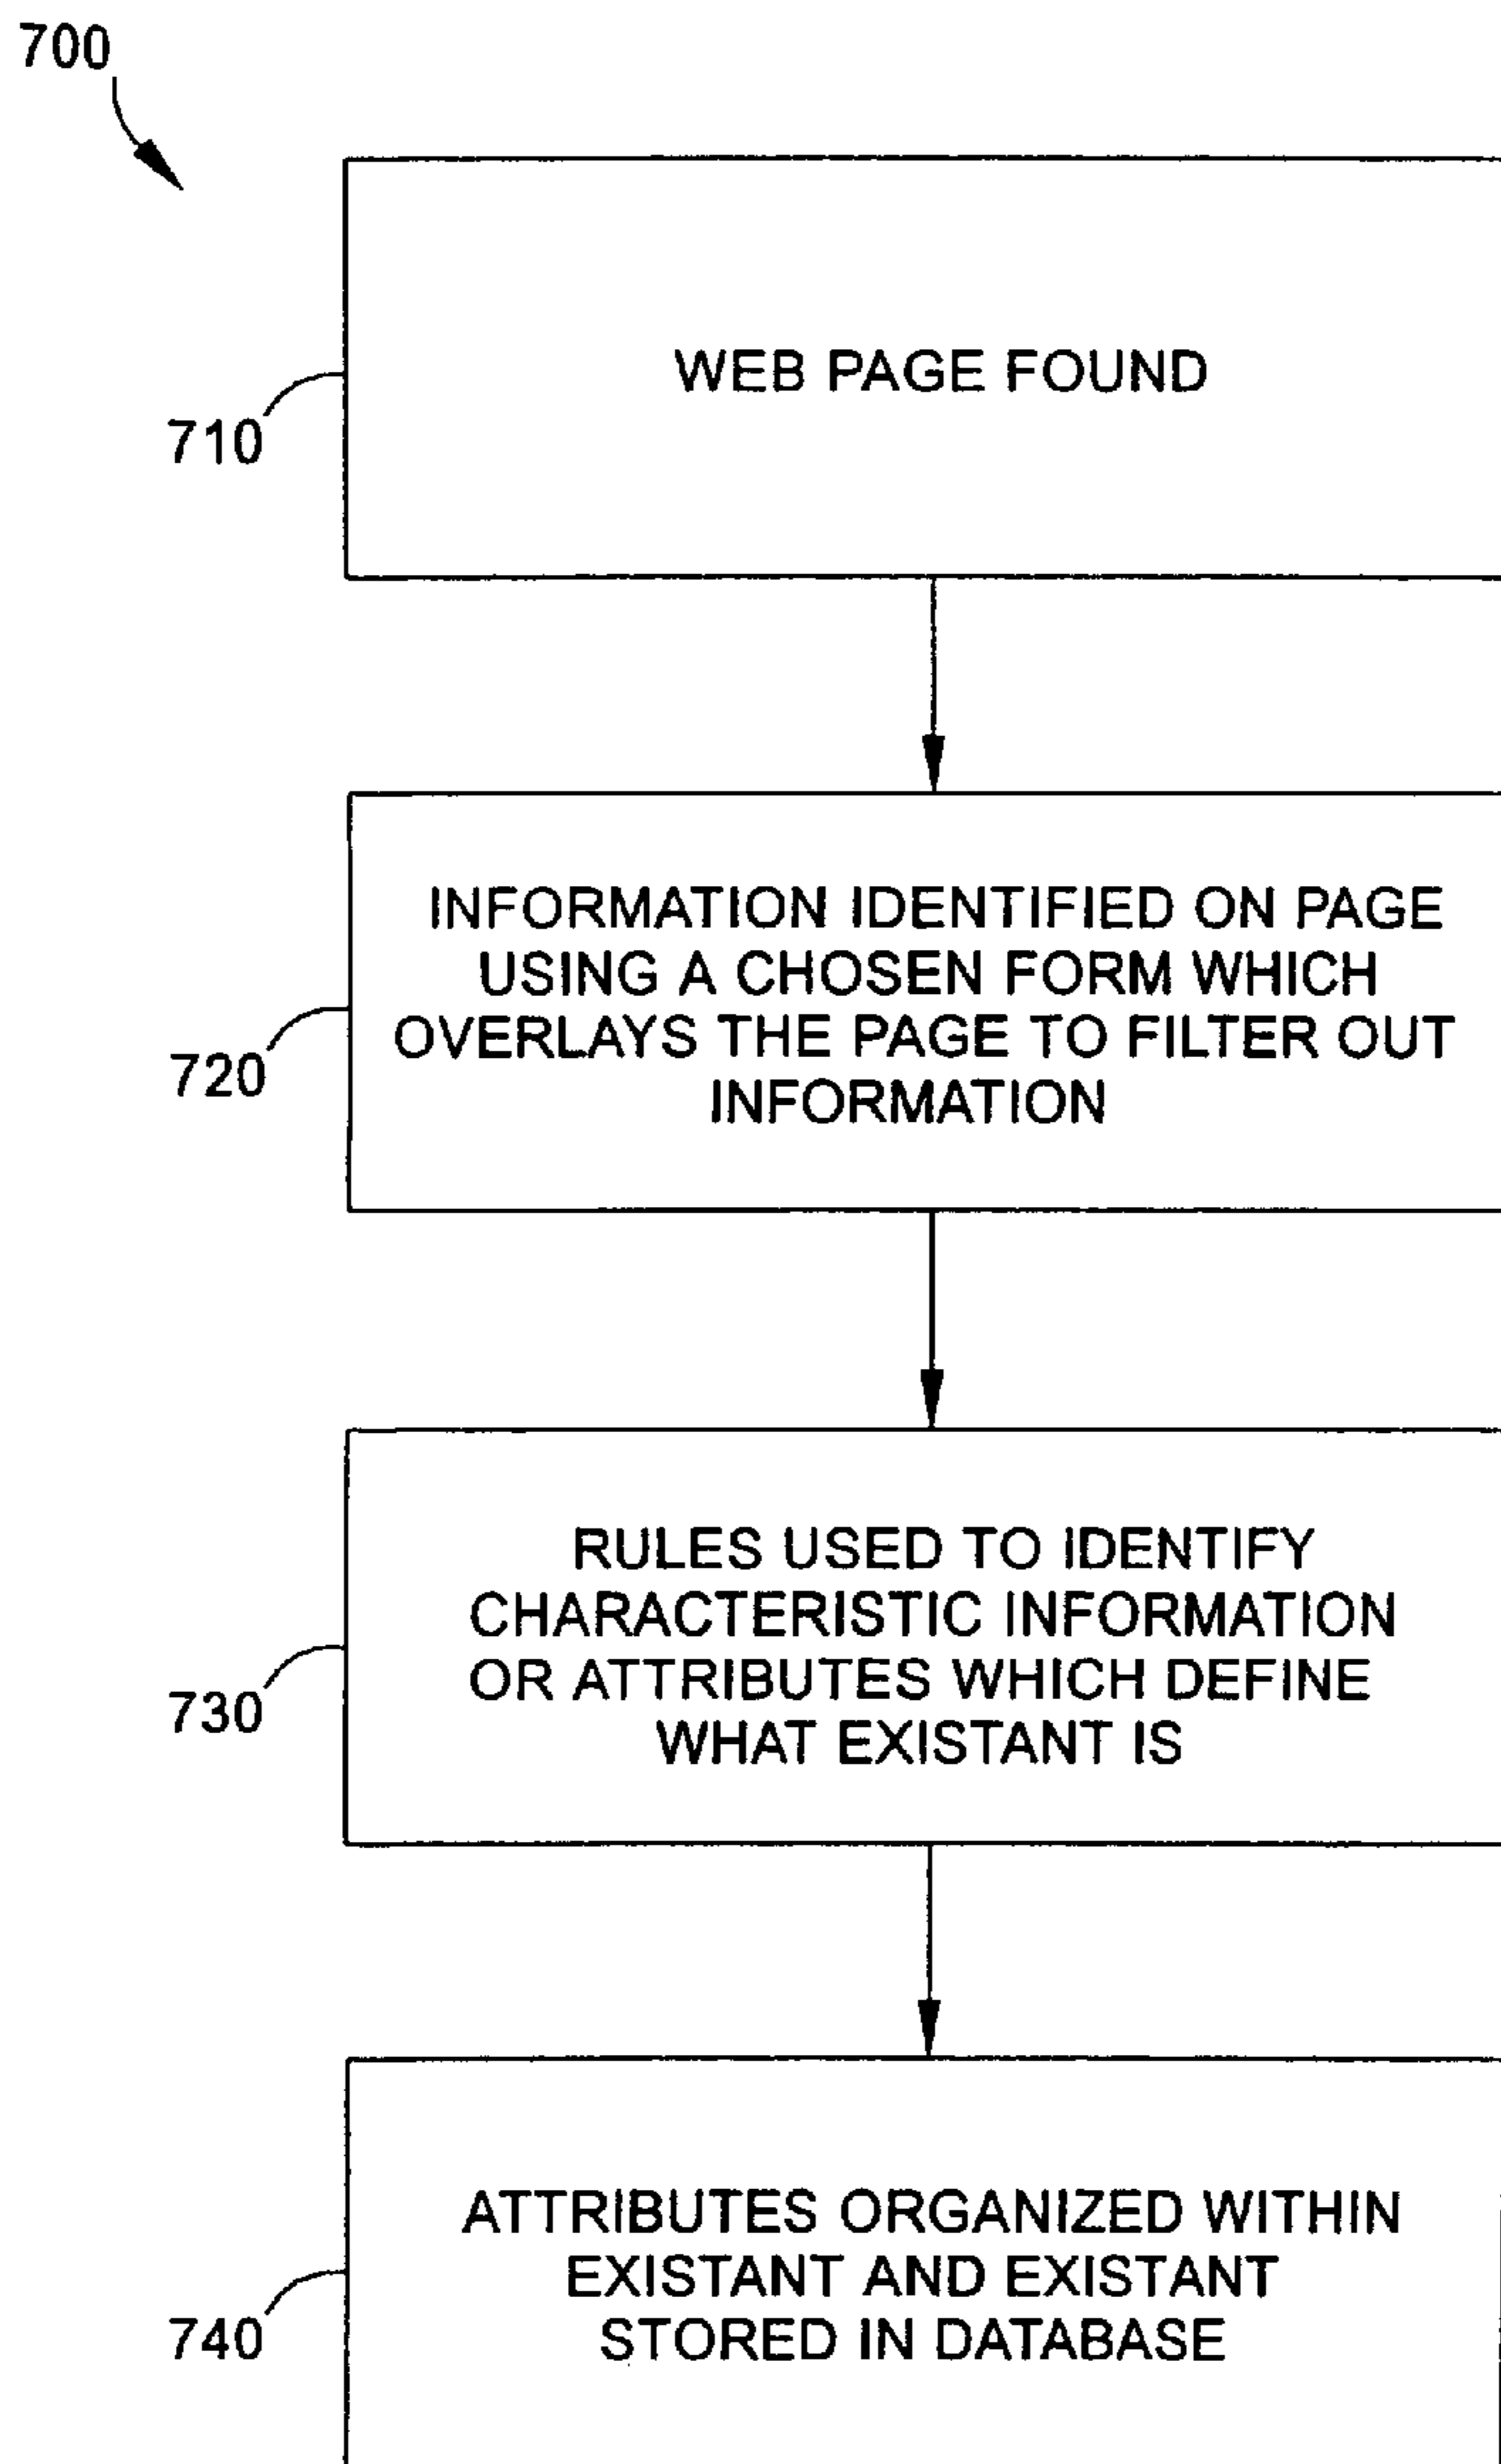 700
WEB PAGE FOUND
710
INFORMATION IDENTIFIED ON PAGE
USING A CHOSEN FORM WHICH
OVERLAYS THE PAGE TO FILTER OUT
INFORMATION
720
RULES USED TO IDENTIFY
CHARACTERISTIC INFORMATION
OR ATTRIBUTES WHICH DEFINE
WHAT EXISTANT IS
730
ATTRIBUTES ORGANIZED WITHIN
EXISTANT AND EXISTANT
STORED IN DATABASE
740